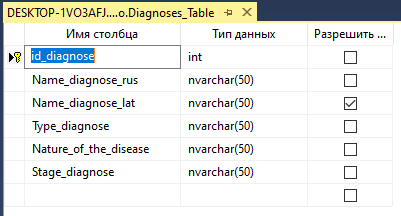 DESKTOP-1VO3AFJ....o.Diagnoses_Table
Имя столбца Тип данных Разрешить ...
id_diagnose int
Name_diagnose_rus nvarchar(50)
Name_diagnose_lat nvarchar(50)
Type_diagnose nvarchar(50)
Nature_of_the_disease nvarchar(50)
Stage_diagnose nvarchar(50)